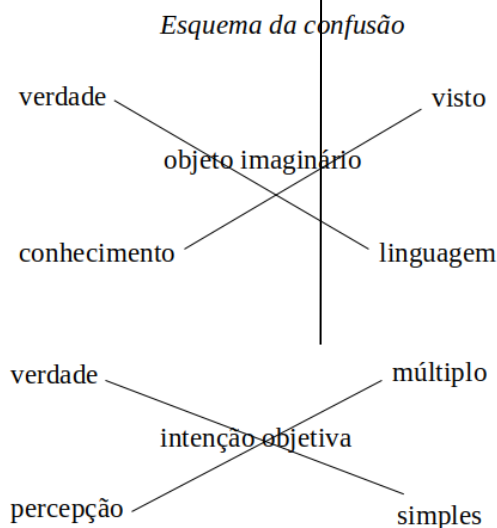 Esquema da confusão
verdade visto
objeto imaginário
conhecimento linguagem
verdade múltiplo
intenção objetiva
percepção simples